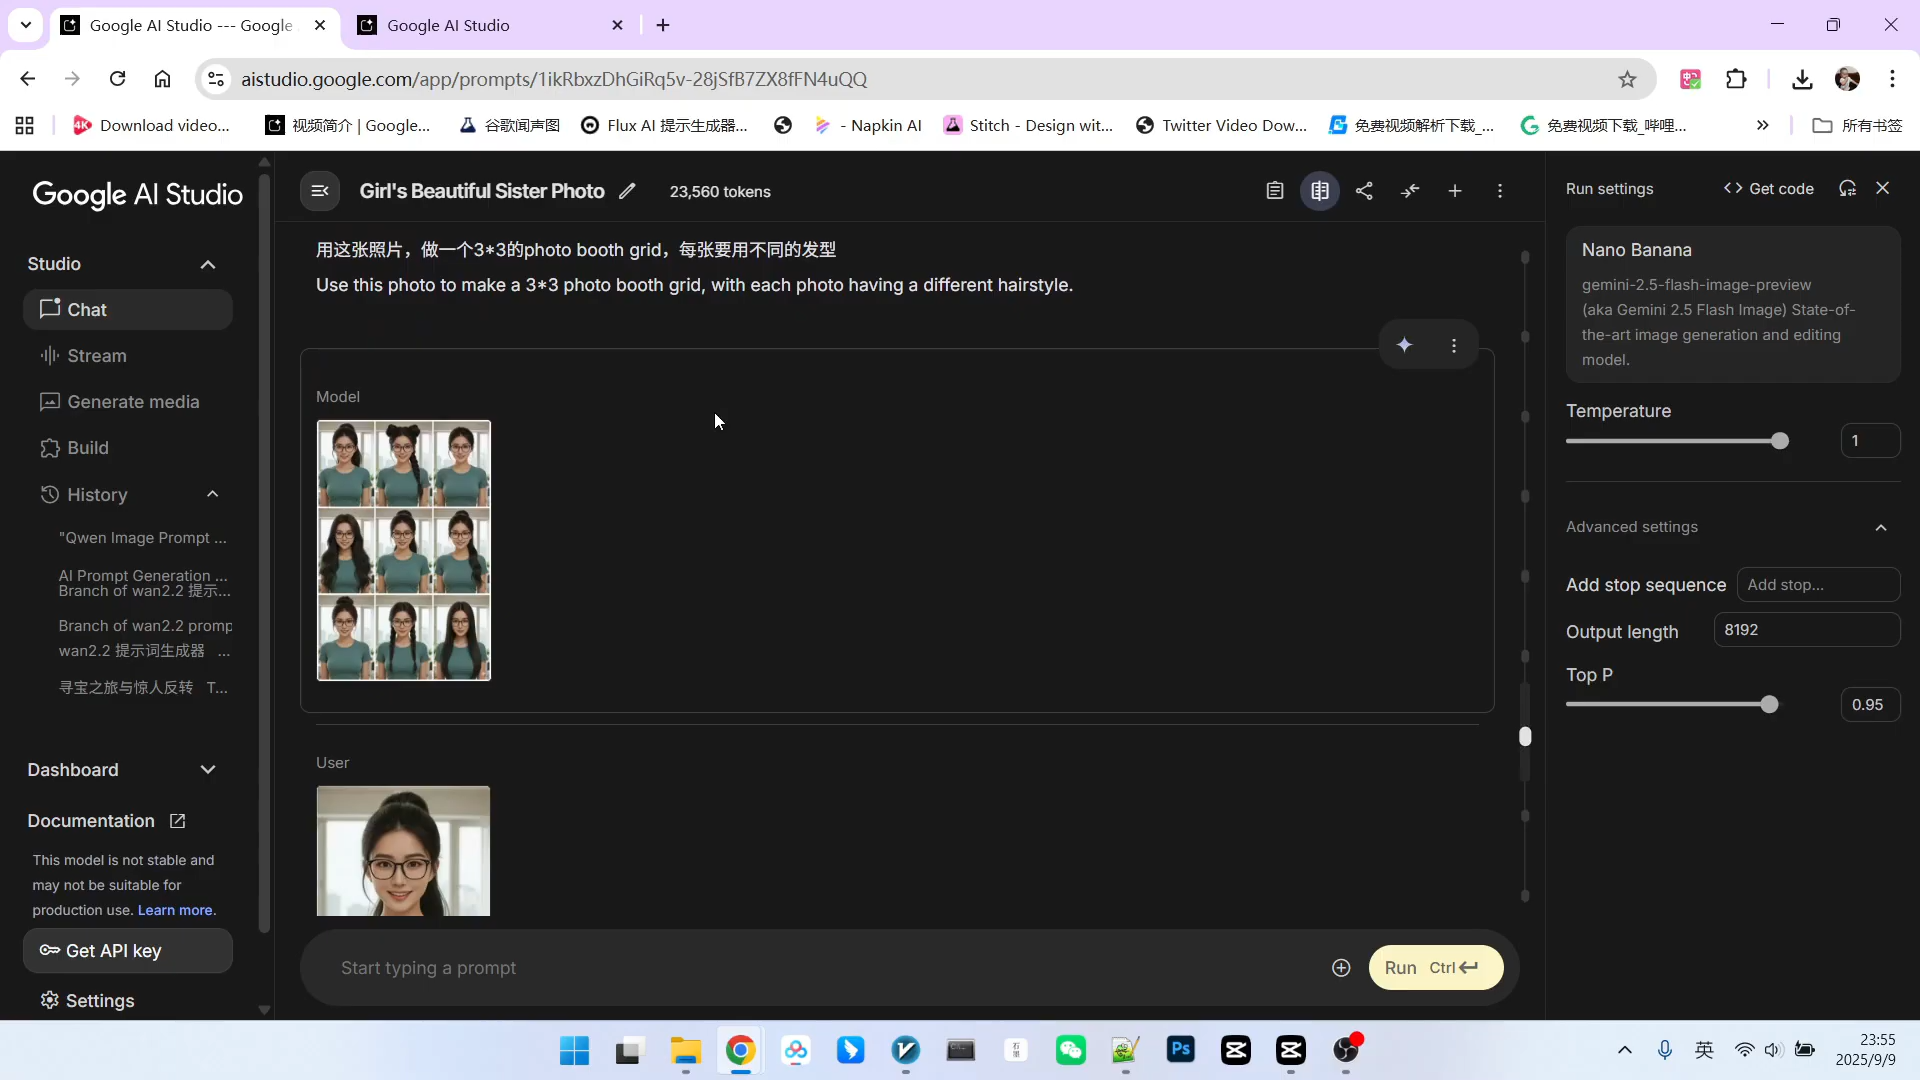 Google AI Studio --- Google
Google AI Studio
aistudio.google.com/app/prompts/1ikRbxzDhGiRq5v-28jSfB7ZX8fFN4uQQ
Download video...
视频简介 | Google...
谷歌闻声图
Flux AI 提示生成器...
- Napkin AI
Stitch - Design wit...
Twitter Video Dow...
免费视频解析下载_...
免费视频下载_哔哩...
所有书签
Google AI Studio
Studio
Chat
Stream
Generate media
Build
History
"Qwen Image Prompt ...
AI Prompt Generation ...
Branch of wan2.2 提示...
Branch of wan2.2 promp
wan2.2 提示词生成器 ...
寻宝之旅与惊人反转 T...
Dashboard
Documentation
This model is not stable and
may not be suitable for
production use. Learn more.
Get API key
Settings
Girl's Beautiful Sister Photo
23,560 tokens
用这张照片，做一个3*3的photo booth grid，每张要用不同的发型
Use this photo to make a 3*3 photo booth grid, with each photo having a different hairstyle.
Model
User
Start typing a prompt
Run Ctrl
Run settings
Get code
Nano Banana
gemini-2.5-flash-image-preview
(aka Gemini 2.5 Flash Image) State-of-
the-art image generation and editing
model.
Temperature
1
Advanced settings
Add stop sequence
Add stop...
Output length
8192
Top P
0.95
4K
Ps
英
23:55
2025/9/9